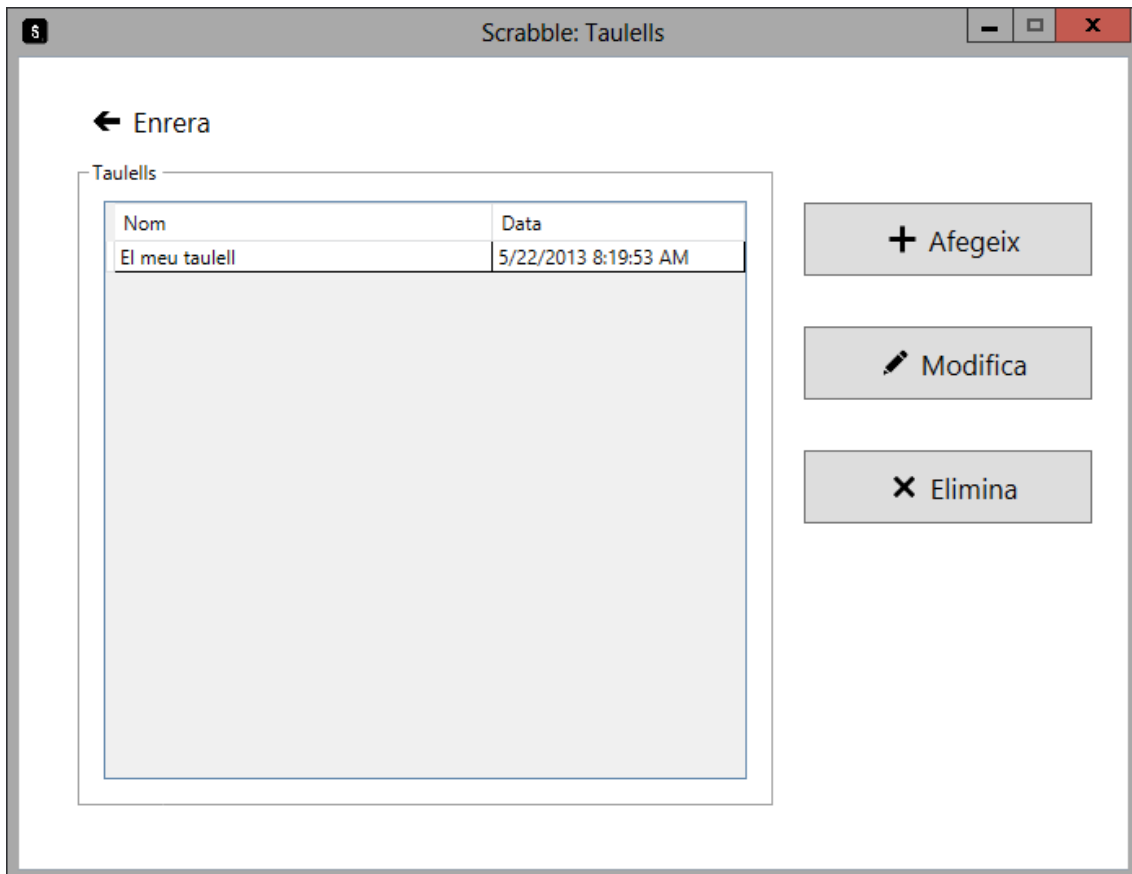 Scrabble: Taulells
Enrera
Taulells
Nom Data
El meu taulell 5/22/2013 8:19:53 AM
Afegeix
Modifica
Elimina